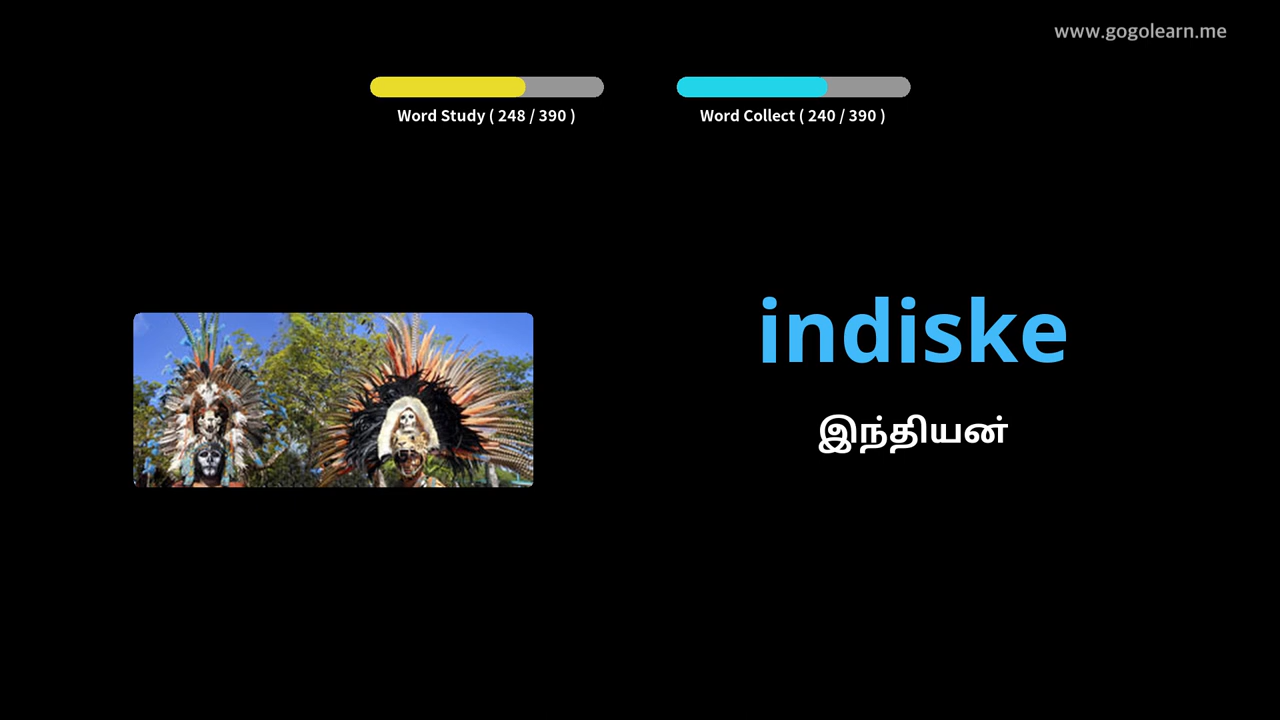 www.gogolearn.me
Word Study ( 248 / 390 )
Word Collect ( 240 / 390 )
indiske
இந்தியன்